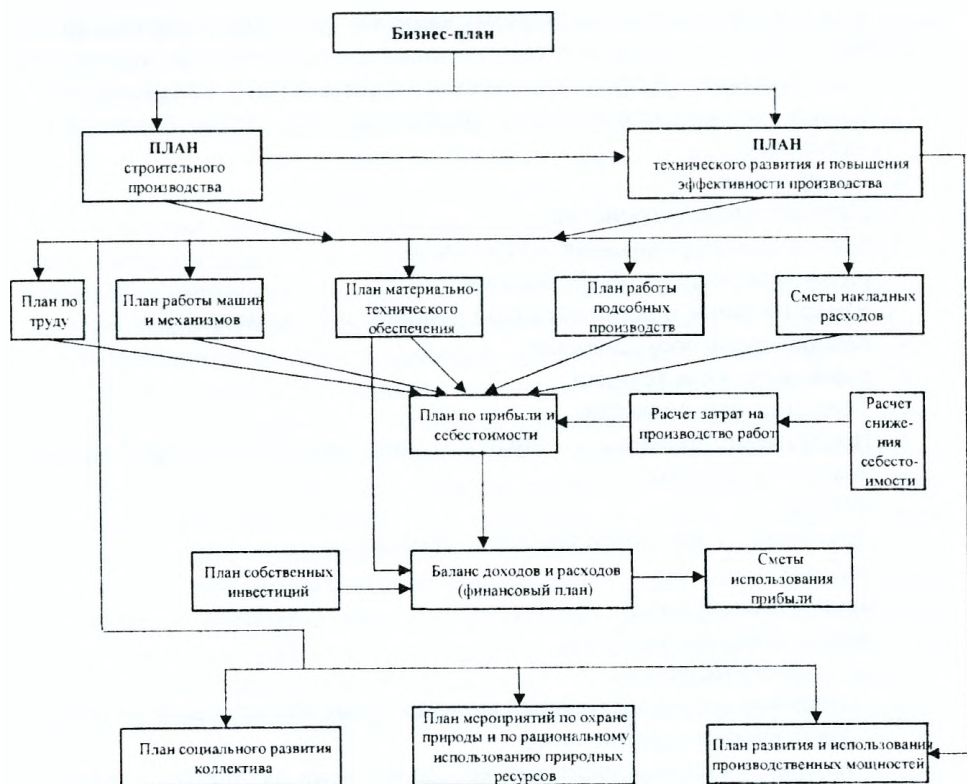 Бизнес-план
ПЛАН
строительного
производства
ПЛАН
технического развития и повышения
эффективности производства
План по
труду
План работы машин
и механизмов
План материально-
технического
обеспечения
План работы
подсобных
производств
Сметы накладных
расходов
План по прибыли и
себестоимости
Расчет затрат на
производство работ
Расчет
сниже-
ния
себесто-
имости
План собственных
инвестиций
Баланс доходов и расходов
(финансовый план)
Сметы
использования
прибыли
План социального развития
коллектива
План мероприятий по охране
природы и по рациональному
использованию природных
ресурсов
План развития и использования
производственных мощностей